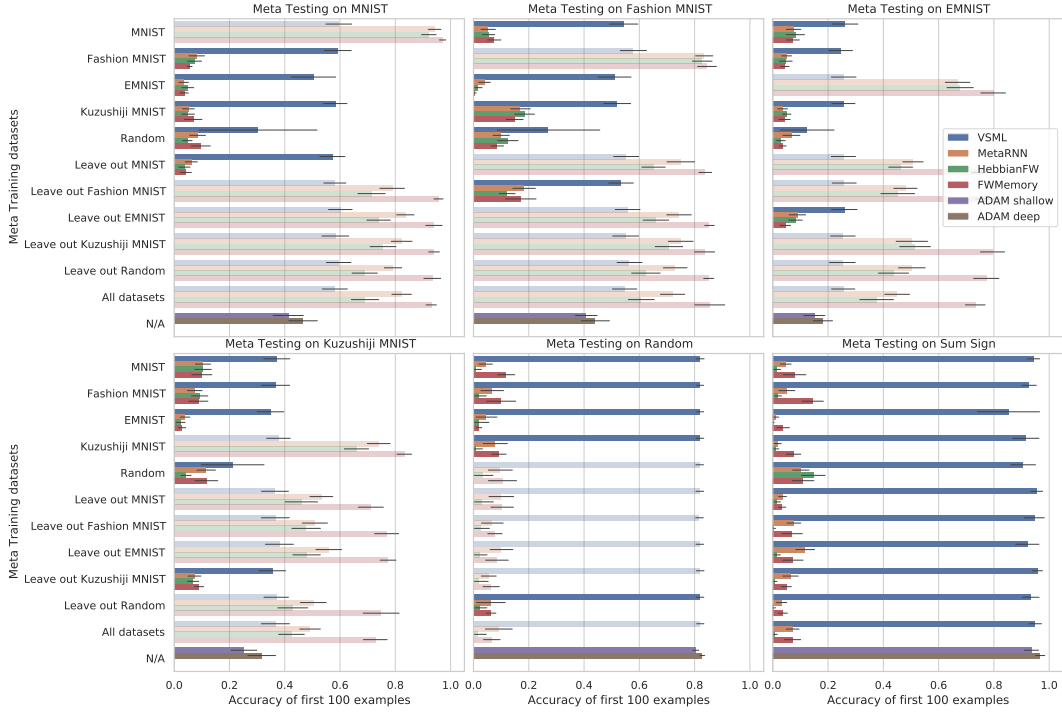 Meta Testing on MNIST
Meta Testing on Fashion MNIST
Meta Testing on EMNIST
Meta Training datasets
MNIST
Fashion MNIST
EMNIST
Kuzushiji MNIST
Random
Leave out MNIST
Leave out Fashion MNIST
Leave out EMNIST
Leave out Kuzushiji MNIST
Leave out Random
All datasets
N/A
VSML
MetaRNN
HebbianFW
FWMemory
ADAM shallow
ADAM deep
Meta Testing on Kuzushiji MNIST
Meta Testing on Random
Meta Testing on Sum Sign
Meta Training datasets
MNIST
Fashion MNIST
EMNIST
Kuzushiji MNIST
Random
Leave out MNIST
Leave out Fashion MNIST
Leave out EMNIST
Leave out Kuzushiji MNIST
Leave out Random
All datasets
N/A
0.0 0.2 0.4 0.6 0.8 1.0
0.0 0.2 0.4 0.6 0.8 1.0
0.0 0.2 0.4 0.6 0.8 1.0
Accuracy of first 100 examples
Accuracy of first 100 examples
Accuracy of first 100 examples